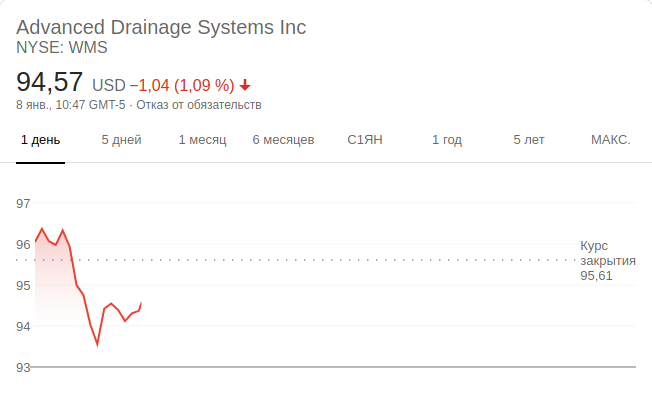 Advanced Drainage Systems Inc
NYSE: WMS
94,57 USD −1,04 (1,09 %)
8 янв., 10:47 GMT-5 · Отказ от обязательств
1 день 5 дней 1 месяц 6 месяцев С1ЯН 1 год 5 лет МАКС.
97
96
95
94
93
Курс
закрытия
95,61